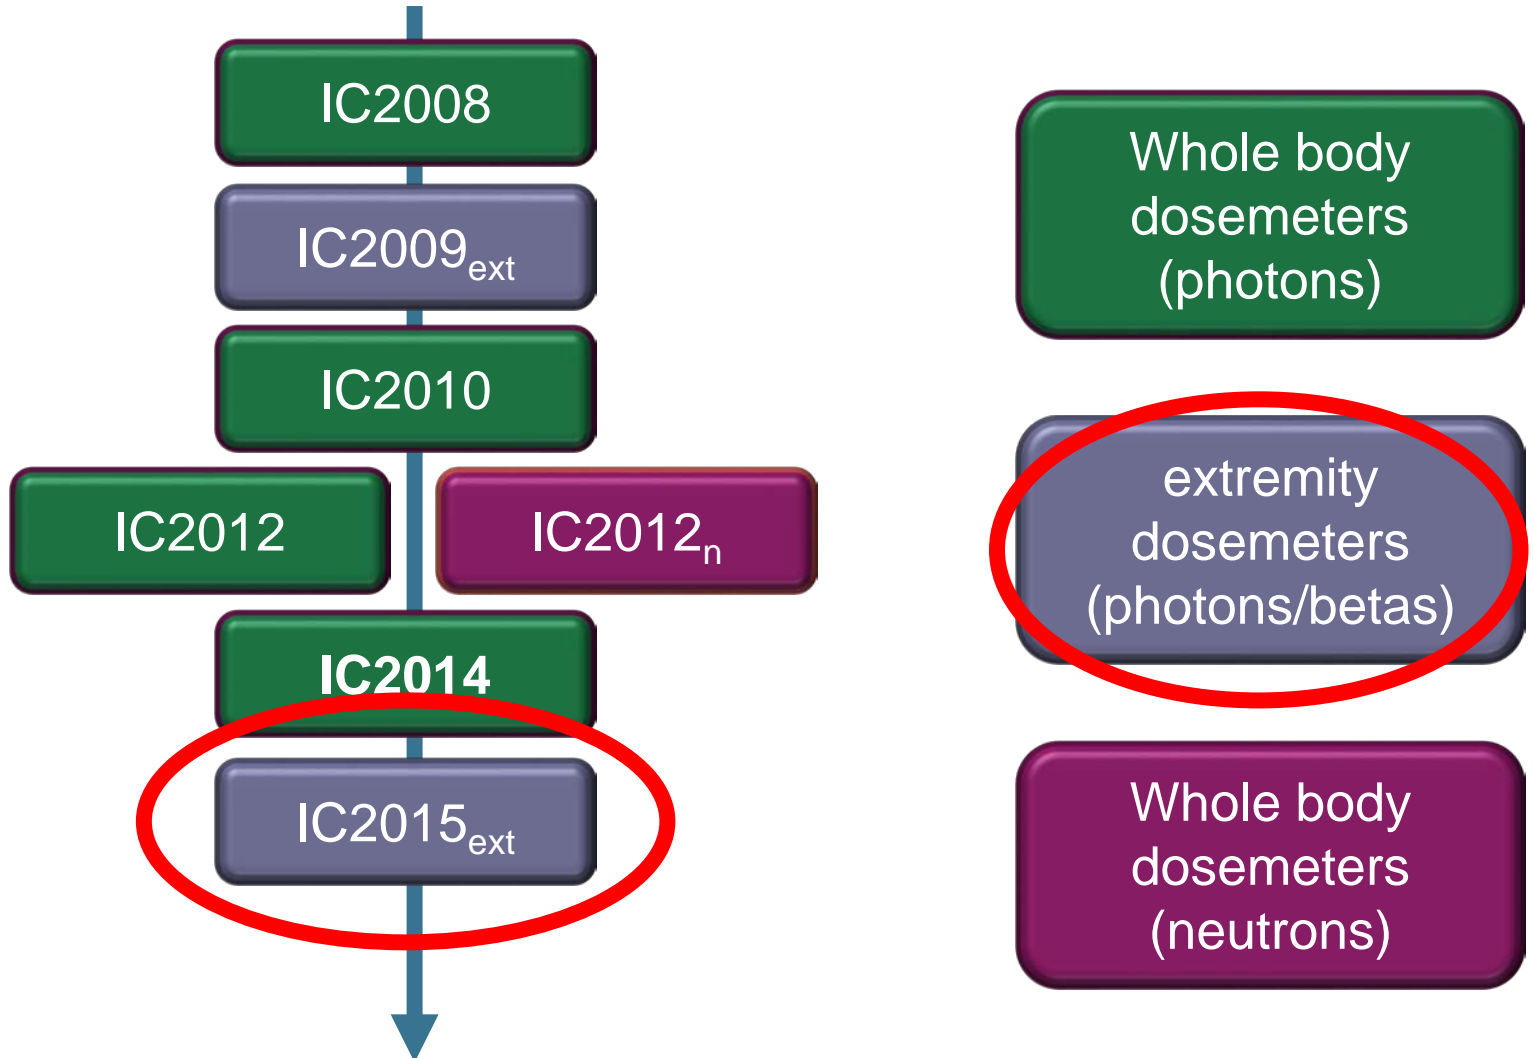 IC2008
IC2009ext
IC2010
IC2012
IC2012n
IC2014
IC2015ext
Whole body
dosemeters
(photons)
extremity
dosemeters
(photons/betas)
Whole body
dosemeters
(neutrons)